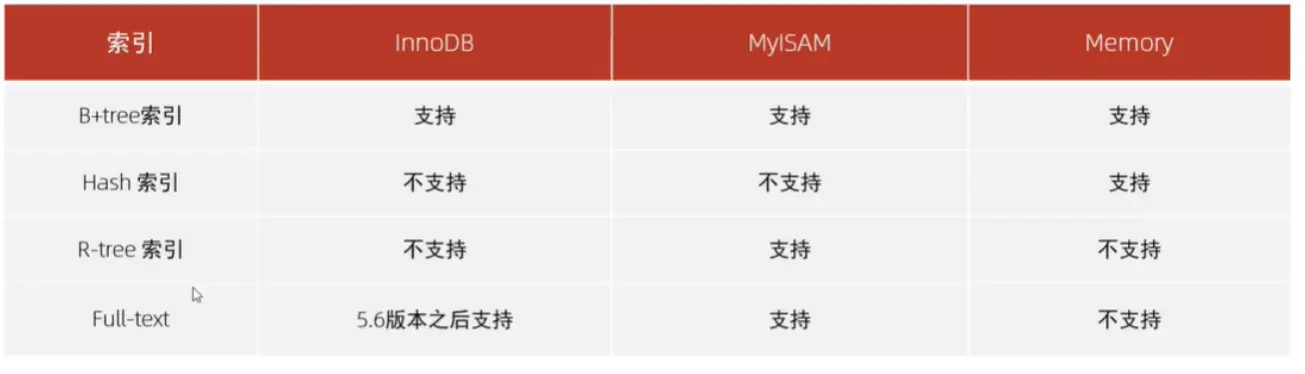 索引 InnoDB MyISAM Memory
B+tree索引 支持 支持 支持
Hash 索引 不支持 不支持 支持
R-tree 索引 不支持 支持 不支持
Full-text 5.6版本之后支持 支持 不支持